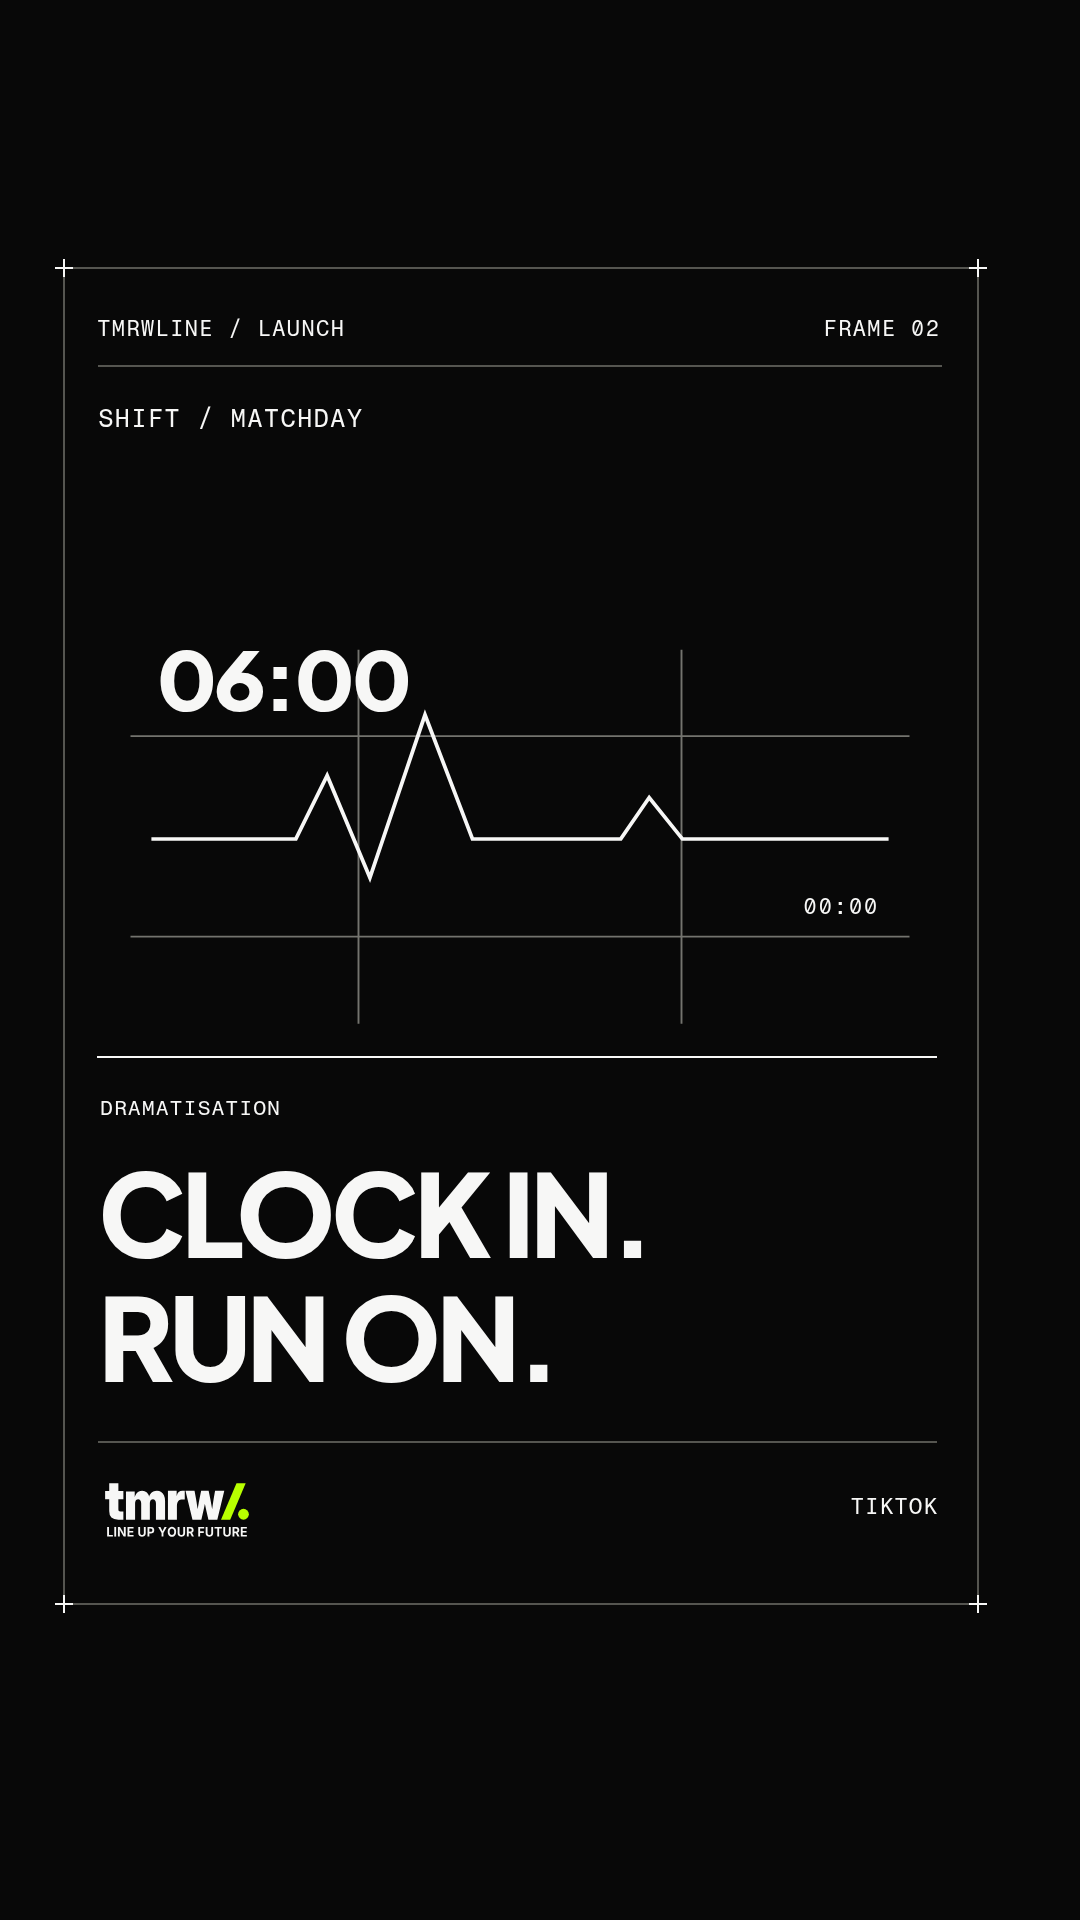 TMRWLINE / LAUNCH
FRAME 02
SHIFT / MATCHDAY
06:00
00:00
DRAMATISATION
CLOCK IN.
RUN ON.
tmrw/.
LINE UP YOUR FUTURE
TIKTOK